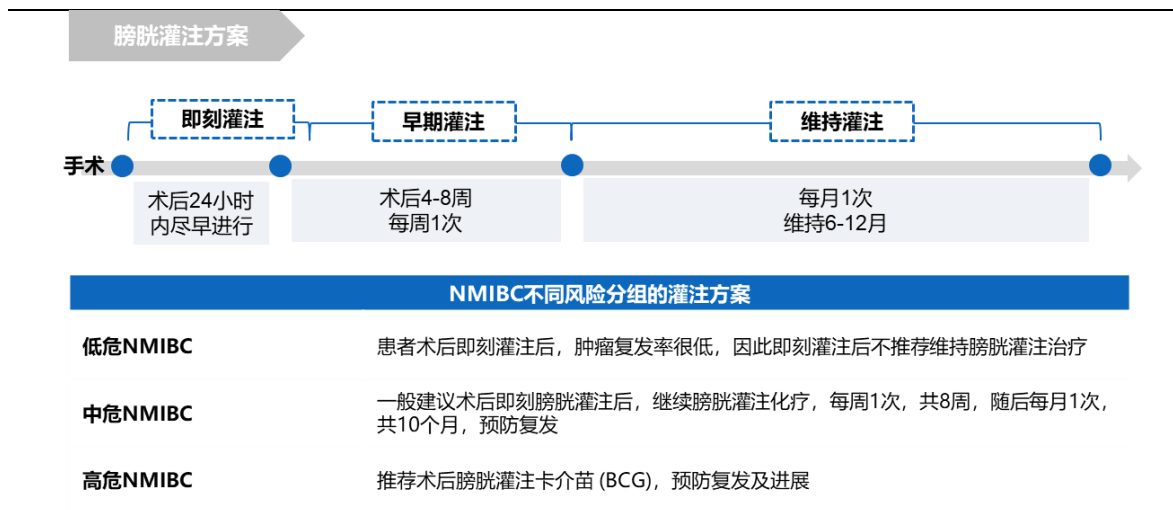 膀胱灌注方案
即刻灌注
早期灌注
维持灌注
手术
术后24小时
内尽早进行
术后4-8周
每周1次
每月1次
维持6-12月
NMIBC不同风险分组的灌注方案
低危NMIBC
患者术后即刻灌注后，肿瘤复发率很低，因此即刻灌注后不推荐维持膀胱灌注治疗
中危NMIBC
一般建议术后即刻膀胱灌注后，继续膀胱灌注化疗，每周1次，共8周，随后每月1次，
共10个月，预防复发
高危NMIBC
推荐术后膀胱灌注卡介苗 (BCG)，预防复发及进展